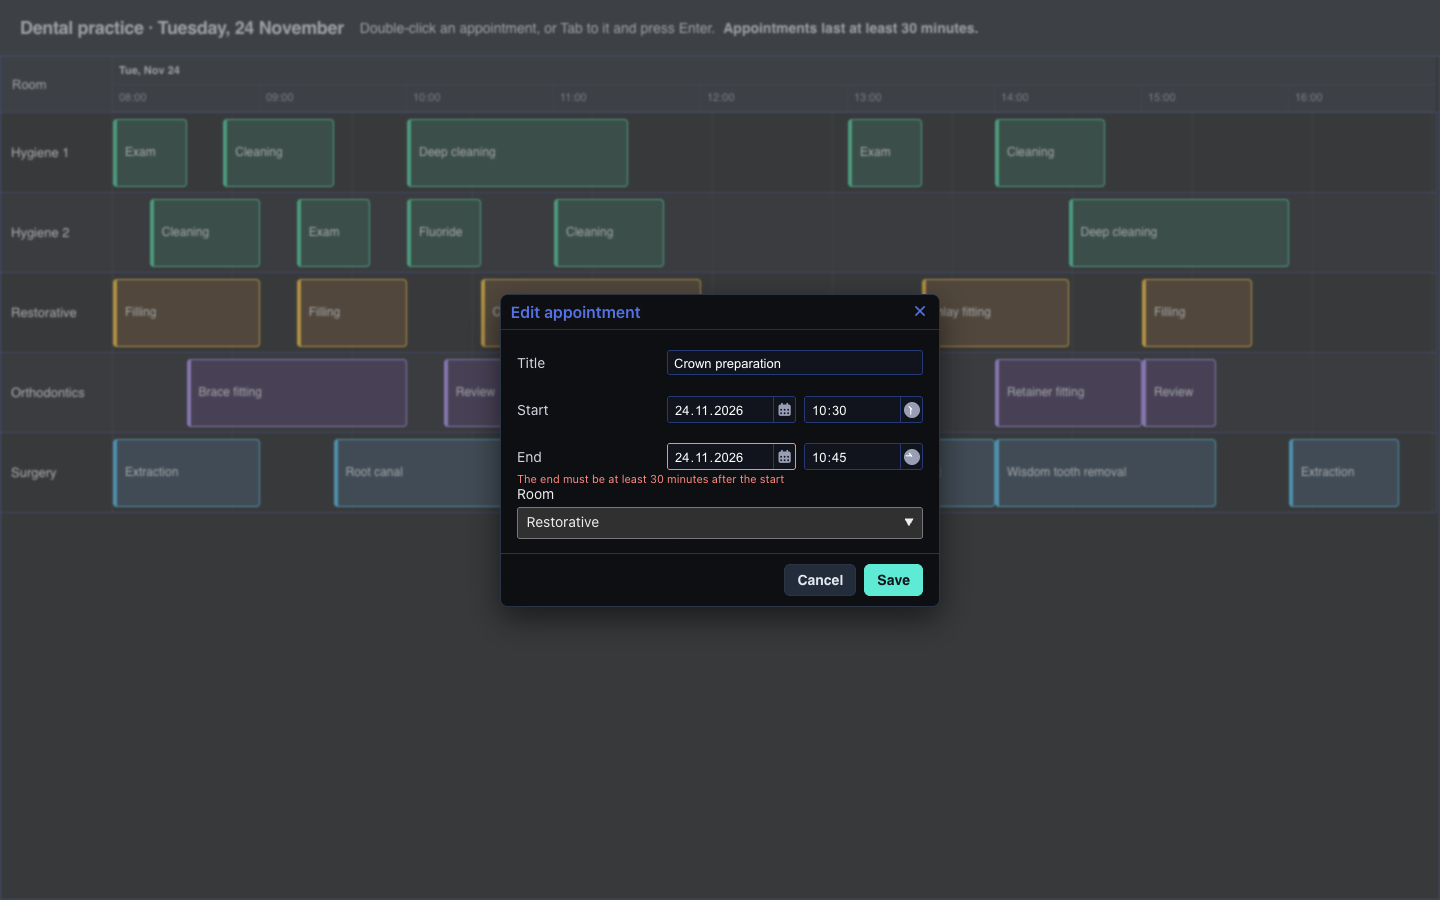 Dental practice · Tuesday, 24 November Double-click an appointment, or Tab to it and press Enter. Appointments last at least 30 minutes.
Room
Tue, Nov 24
08:00 09:00 10:00 11:00 12:00 13:00 14:00 15:00 16:00
Hygiene 1 Exam Cleaning Deep cleaning Exam Cleaning
Hygiene 2 Cleaning Exam Fluoride Cleaning Deep cleaning
Restorative Filling Filling fitting Filling
Orthodontics Brace fitting Review Retainer fitting Review
Surgery Extraction Root canal Wisdom tooth removal Extraction
Edit appointment
Title Crown preparation
Start 24.11.2026 10:30
End 24.11.2026 10:45
The end must be at least 30 minutes after the start
Room
Restorative
Cancel Save